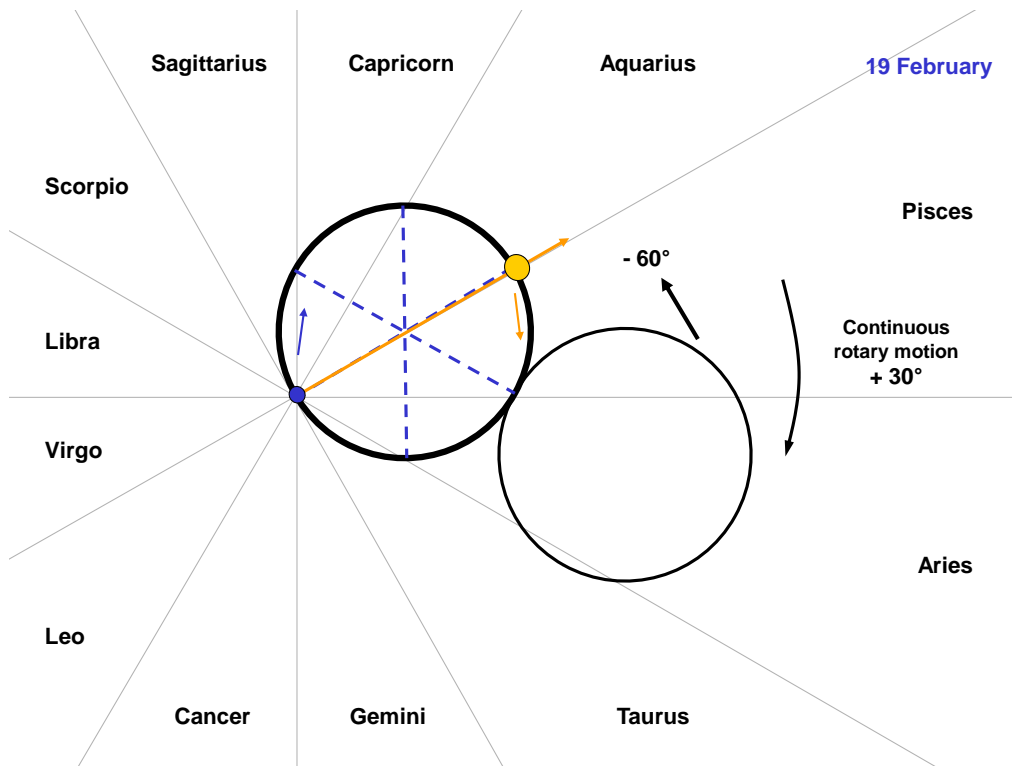 Sagittarius
Capricorn
Aquarius
19 February
Scorpio
Pisces
- 60°
Continuous
rotary motion
+ 30°
Libra
Virgo
Aries
Leo
Cancer
Gemini
Taurus